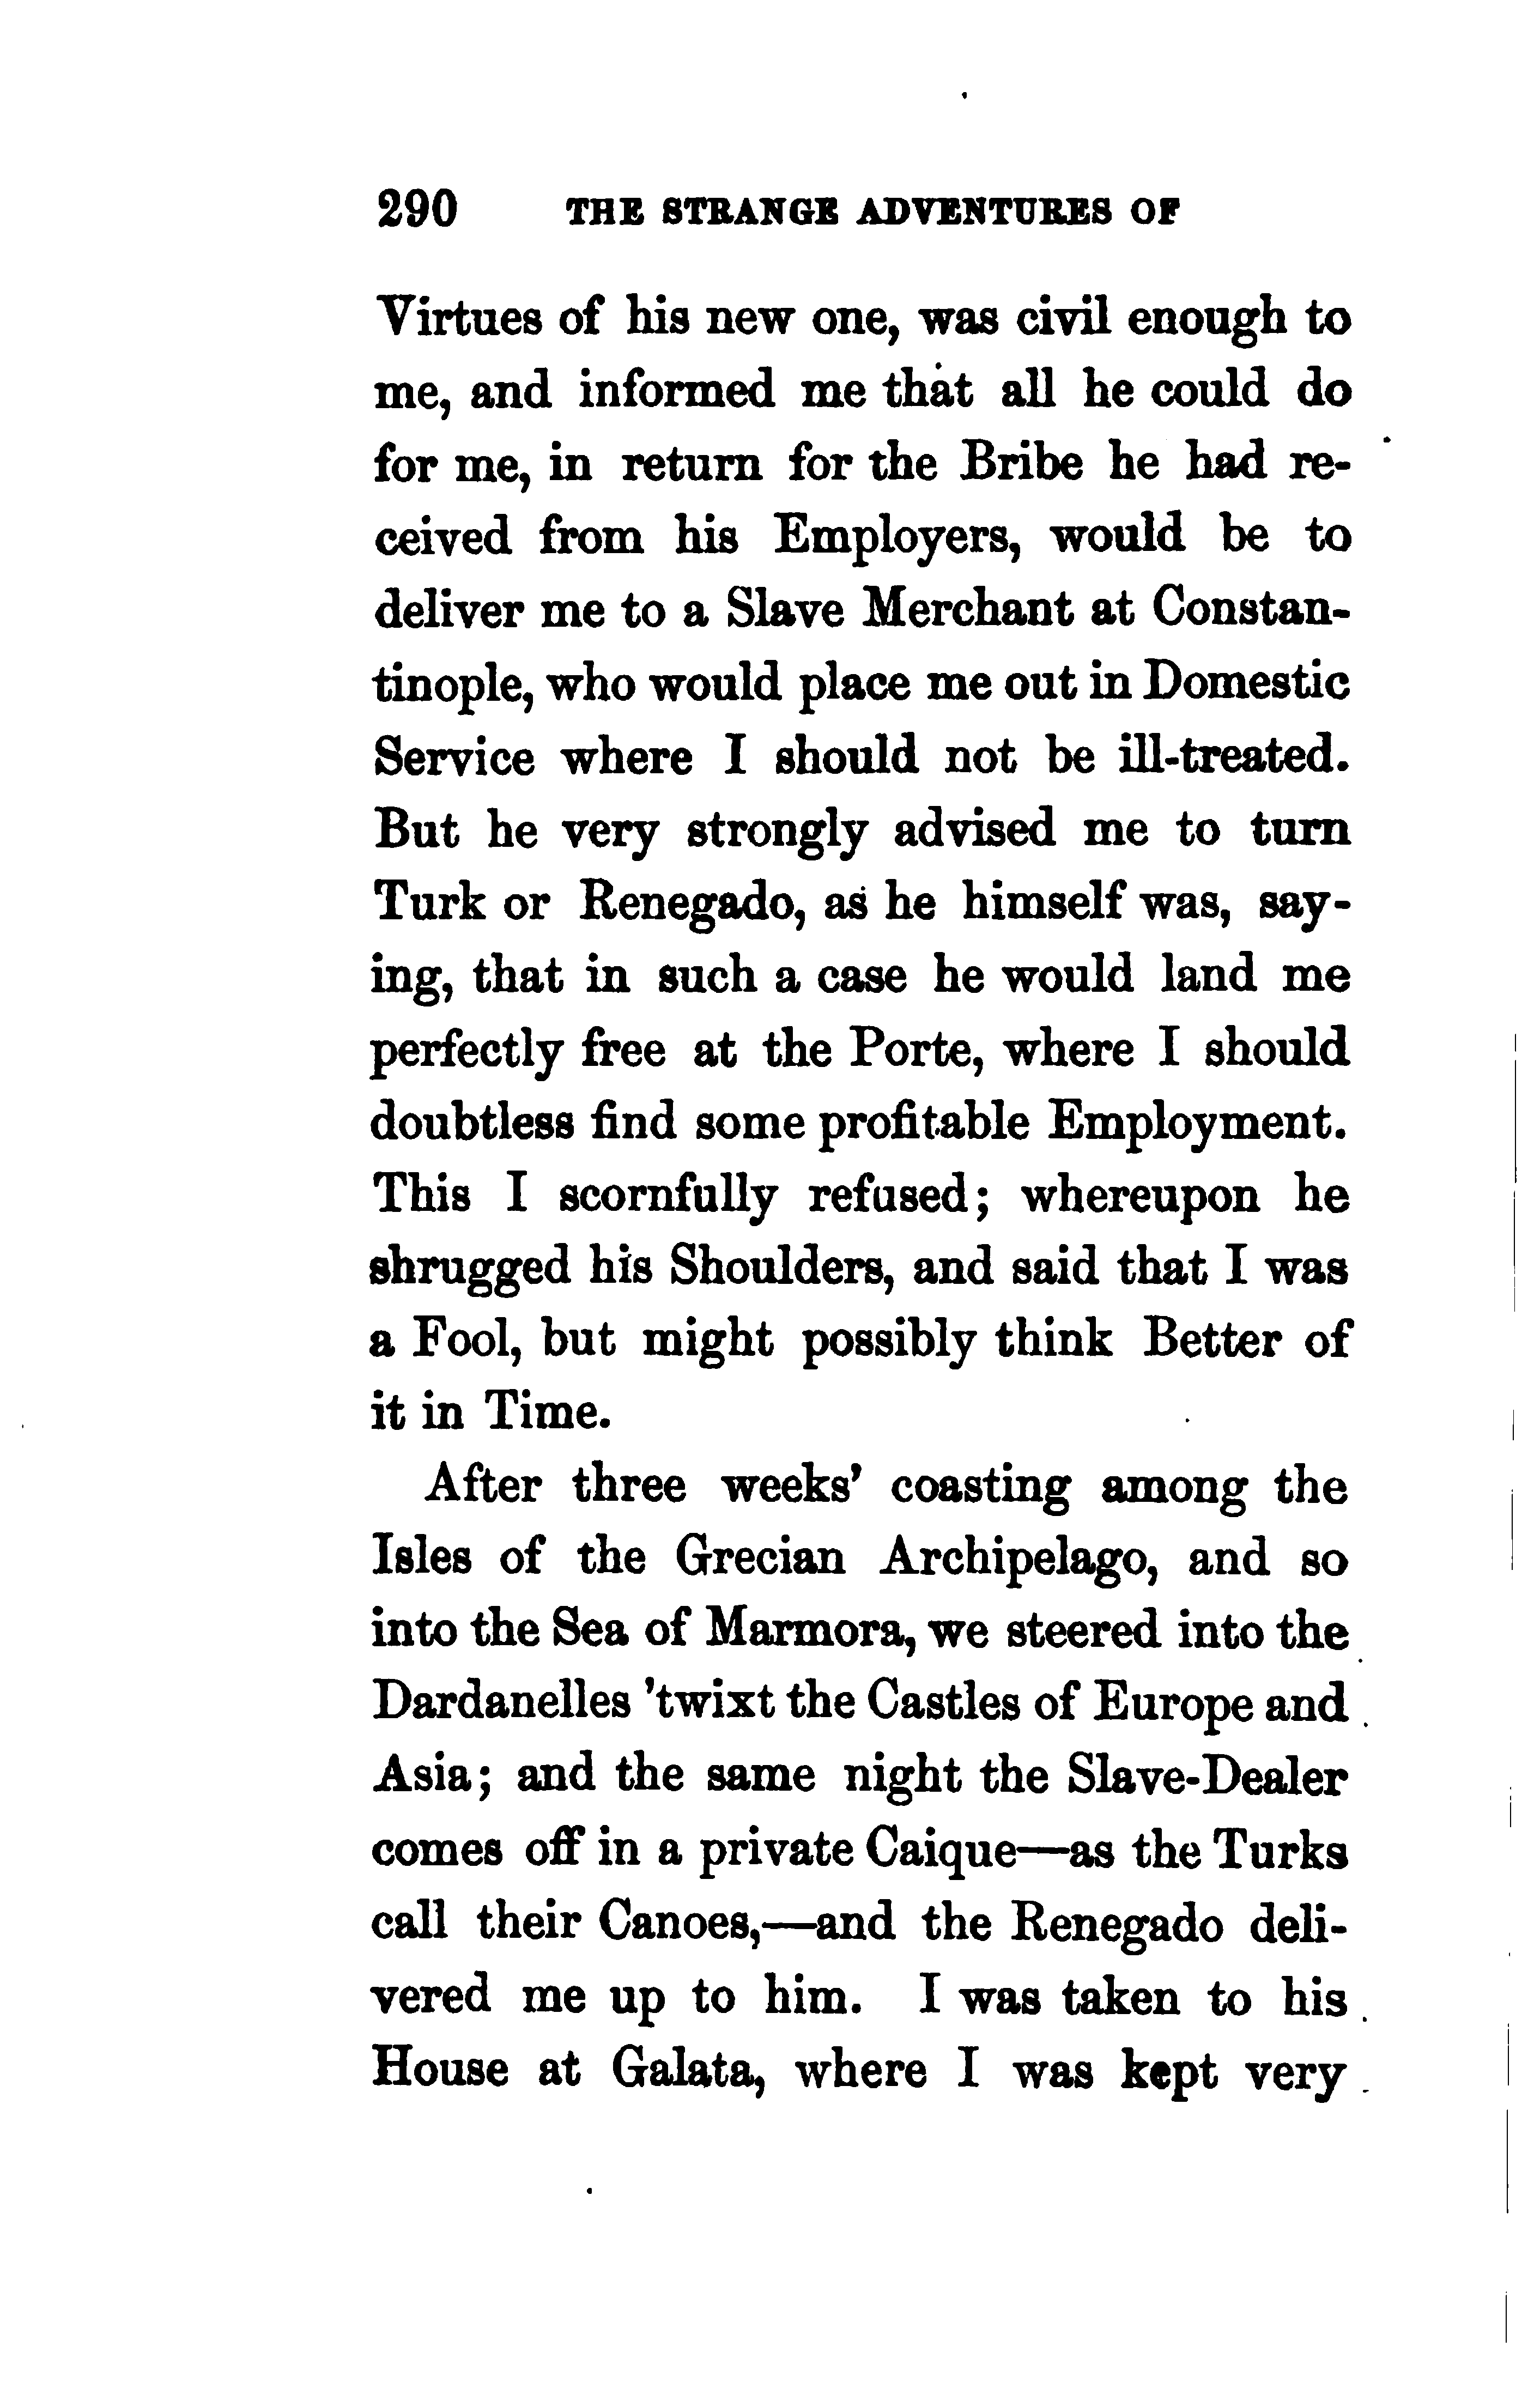 290 THE STRANGE ADVENTURES OF
Virtues of his new one, was civil enough to
me, and informed me that all he could do
for me, in return for the Bribe he had re-
ceived from his Employers, would be to
deliver me to a Slave Merchant at Constan-
tinople, who would place me out in Domestic
Service where I should not be ill-treated.
But he very strongly advised me to turn
Turk or Renegado, as he himself was, say-
ing, that in such a case he would land me
perfectly free at the Porte, where I should
doubtless find some profitable Employment.
This I scornfully refused; whereupon he
shrugged his Shoulders, and said that I was
a Fool, but might possibly think Better of
it in Time.
After three weeks' coasting among the
Isles of the Grecian Archipelago, and so
into the Sea of Marmora, we steered into the
Dardanelles 'twixt the Castles of Europe and
Asia; and the same night the Slave-Dealer
comes off in a private Caique—as the Turks
call their Canoes,—and the Renegado deli-
vered me up to him. I was taken to his
House at Galata, where I was kept very